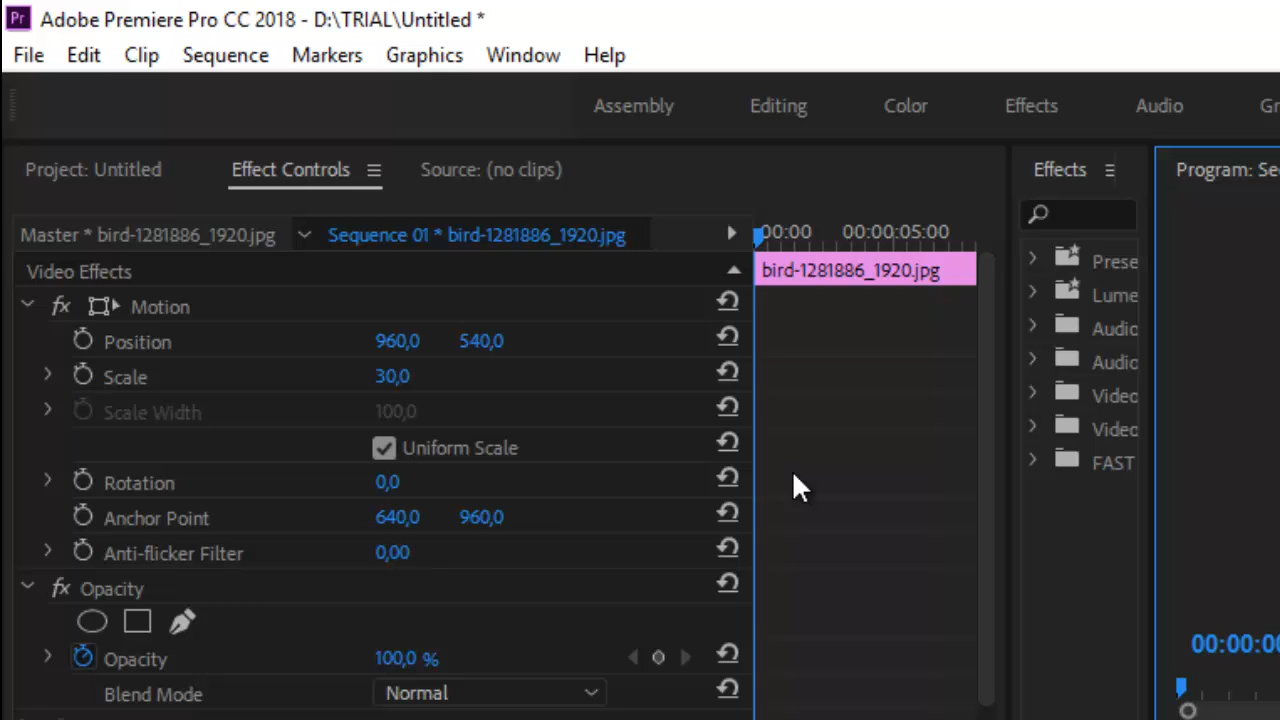 Pr Adobe Premiere Pro CC 2018 - D:\TRIAL\Untitled *
File Edit Clip Sequence Markers Graphics Window Help
Assembly Editing Color Effects Audio Gr
Project: Untitled Effect Controls Source: (no clips) Effects Program: Se
Master * bird-1281886_1920.jpg Sequence 01 * bird-1281886_1920.jpg 00:00 00:00:05:00
Video Effects bird-1281886_1920.jpg Prese
fx Motion Lume
Position 960,0 540,0 Audio
Scale 30,0 Audio
Scale Width 100,0 Video
Uniform Scale Video
Rotation 0,0 FAST
Anchor Point 640,0 960,0
Anti-flicker Filter 0,00
fx Opacity
Opacity 100,0 % 00:00:00
Blend Mode Normal